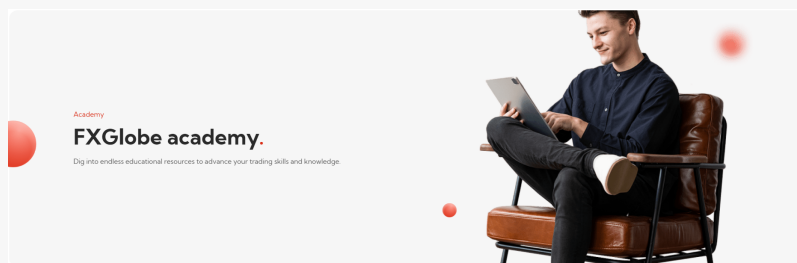 Academy
FXGlobe academy.
Dig into endless educational resources to advance your trading skills and knowledge.